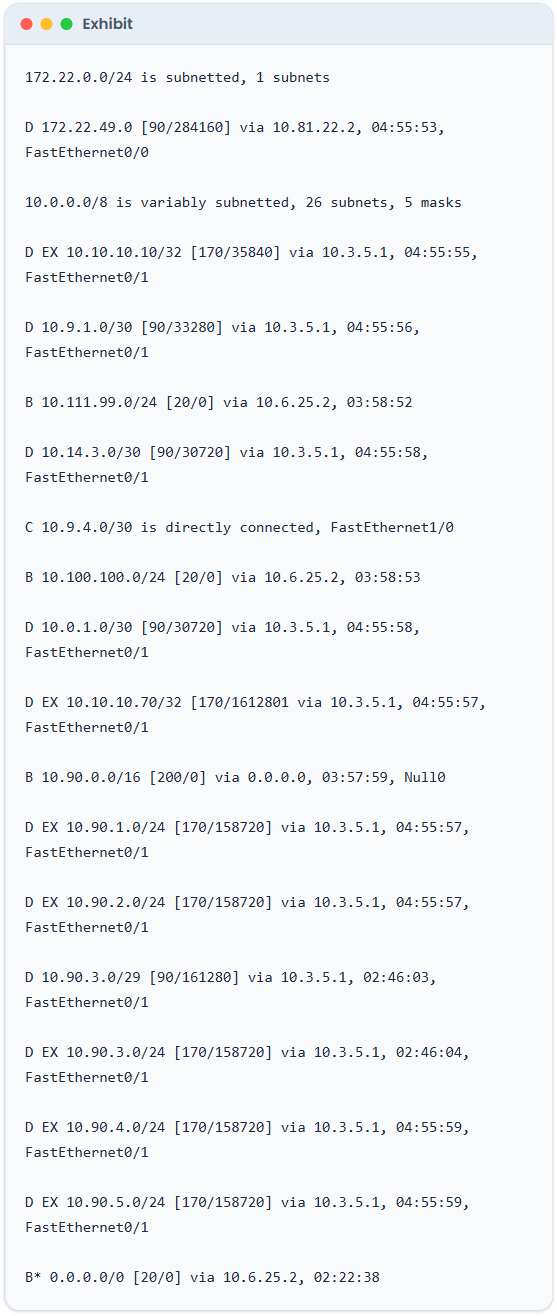 Exhibit
172.22.0.0/24 is subnetted, 1 subnets
D 172.22.49.0 [90/284160] via 10.81.22.2, 04:55:53,
FastEthernet0/0
10.0.0.0/8 is variably subnetted, 26 subnets, 5 masks
D EX 10.10.10.10/32 [170/35840] via 10.3.5.1, 04:55:55,
FastEthernet0/1
D 10.9.1.0/30 [90/33280] via 10.3.5.1, 04:55:56,
FastEthernet0/1
B 10.111.99.0/24 [20/0] via 10.6.25.2, 03:58:52
D 10.14.3.0/30 [90/30720] via 10.3.5.1, 04:55:58,
FastEthernet0/1
C 10.9.4.0/30 is directly connected, FastEthernet1/0
B 10.100.100.0/24 [20/0] via 10.6.25.2, 03:58:53
D 10.0.1.0/30 [90/30720] via 10.3.5.1, 04:55:58,
FastEthernet0/1
D EX 10.10.10.70/32 [170/1612801 via 10.3.5.1, 04:55:57,
FastEthernet0/1
B 10.90.0.0/16 [200/0] via 0.0.0.0, 03:57:59, Null0
D EX 10.90.1.0/24 [170/158720] via 10.3.5.1, 04:55:57,
FastEthernet0/1
D EX 10.90.2.0/24 [170/158720] via 10.3.5.1, 04:55:57,
FastEthernet0/1
D 10.90.3.0/29 [90/161280] via 10.3.5.1, 02:46:03,
FastEthernet0/1
D EX 10.90.3.0/24 [170/158720] via 10.3.5.1, 02:46:04,
FastEthernet0/1
D EX 10.90.4.0/24 [170/158720] via 10.3.5.1, 04:55:59,
FastEthernet0/1
D EX 10.90.5.0/24 [170/158720] via 10.3.5.1, 04:55:59,
FastEthernet0/1
B* 0.0.0.0/0 [20/0] via 10.6.25.2, 02:22:38